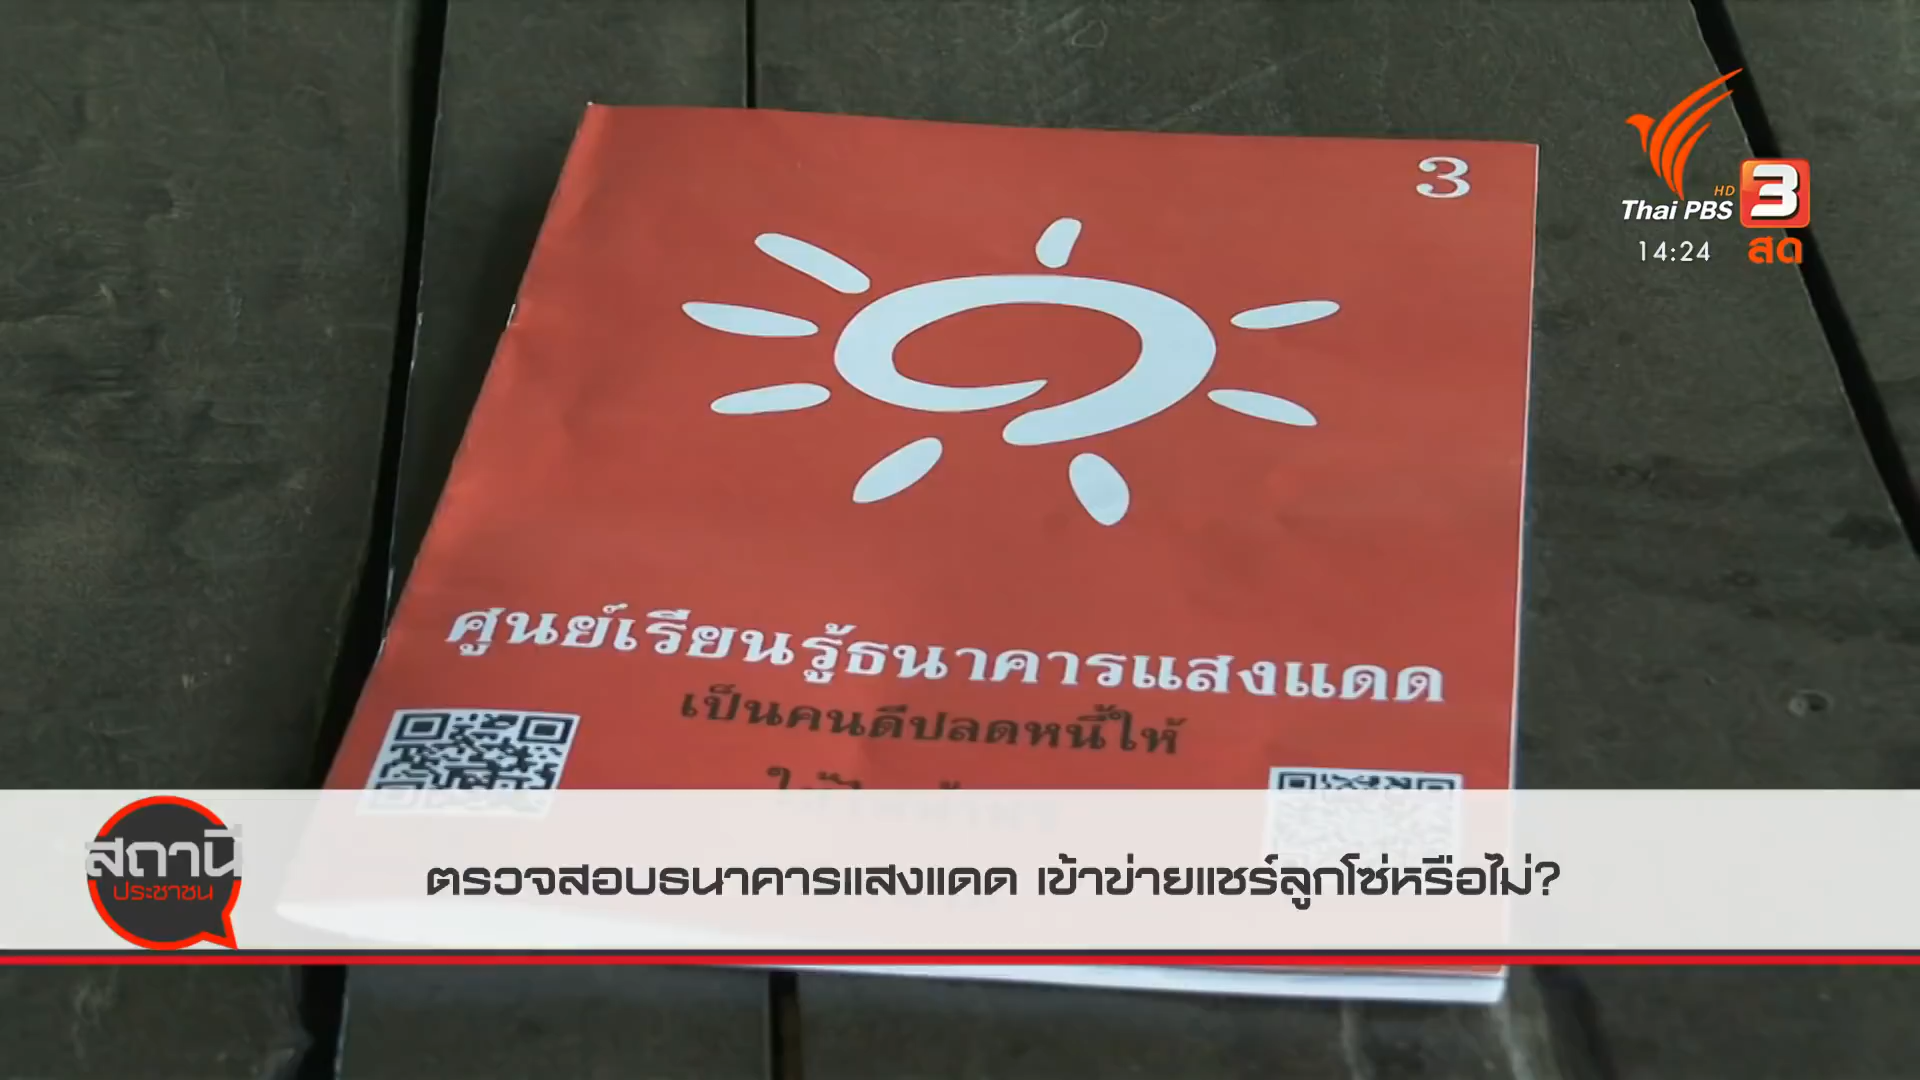 3
HD
Thai PBS 3
14:24 สด
ศูนย์เรียนรู้ธนาคารแสงแดด
เป็นคนดีปลดหนี้ให้
สถานี
ประชาชน
ตรวจสอบธนาคารแสงแดด เข้าข่ายแชร์ลูกโซ่หรือไม่?